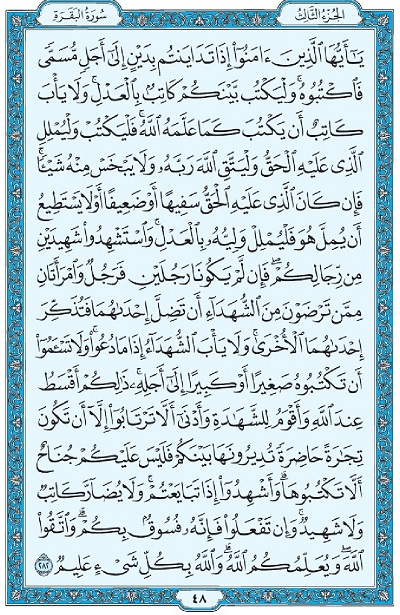 الجزء الثالث
سورة البقرة
يَـٰٓأَيُّهَا ٱلَّذِينَ ءَامَنُوٓا۟ إِذَا تَدَايَنتُم بِدَيْنٍ إِلَىٰٓ أَجَلٍ مُّسَمًّى
فَٱكْتُبُوهُ ۚ وَلْيَكْتُب بَّيْنَكُمْ كَاتِبٌۢ بِٱلْعَدْلِ ۚ وَلَا يَأْبَ
كَاتِبٌ أَن يَكْتُبَ كَمَا عَلَّمَهُ ٱللَّهُ ۚ فَلْيَكْتُبْ وَلْيُمْلِلِ
ٱلَّذِى عَلَيْهِ ٱلْحَقُّ وَلْيَتَّقِ ٱللَّهَ رَبَّهُۥ وَلَا يَبْخَسْ مِنْهُ شَيْـًٔا ۚ
فَإِن كَانَ ٱلَّذِى عَلَيْهِ ٱلْحَقُّ سَفِيهًا أَوْ ضَعِيفًا أَوْ لَا يَسْتَطِيعُ
أَن يُمِلَّ هُوَ فَلْيُمْلِلْ وَلِيُّهُۥ بِٱلْعَدْلِ ۚ وَٱسْتَشْهِدُوا۟ شَهِيدَيْنِ
مِن رِّجَالِكُمْ ۖ فَإِن لَّمْ يَكُونَا رَجُلَيْنِ فَرَجُلٌ وَٱمْرَأَتَانِ
مِمَّن تَرْضَوْنَ مِنَ ٱلشُّهَدَآءِ أَن تَضِلَّ إِحْدَىٰهُمَا فَتُذَكِّرَ
إِحْدَىٰهُمَا ٱلْأُخْرَىٰ ۚ وَلَا يَأْبَ ٱلشُّهَدَآءُ إِذَا مَا دُعُوا۟ ۚ وَلَا تَسْـَٔمُوٓا۟
أَن تَكْتُبُوهُ صَغِيرًا أَوْ كَبِيرًا إِلَىٰٓ أَجَلِهِۦ ۚ ذَٰلِكُمْ أَقْسَطُ
عِندَ ٱللَّهِ وَأَقْوَمُ لِلشَّهَـٰدَةِ وَأَدْنَىٰٓ أَلَّا تَرْتَابُوٓا۟ ۖ إِلَّآ أَن تَكُونَ
تِجَـٰرَةً حَاضِرَةً تُدِيرُونَهَا بَيْنَكُمْ فَلَيْسَ عَلَيْكُمْ جُنَاحٌ
أَلَّا تَكْتُبُوهَا ۗ وَأَشْهِدُوٓا۟ إِذَا تَبَايَعْتُمْ ۚ وَلَا يُضَآرَّ كَاتِبٌ
وَلَا شَهِيدٌ ۚ وَإِن تَفْعَلُوا۟ فَإِنَّهُۥ فُسُوقٌۢ بِكُمْ ۗ وَٱتَّقُوا۟
ٱللَّهَ ۖ وَيُعَلِّمُكُمُ ٱللَّهُ ۗ وَٱللَّهُ بِكُلِّ شَىْءٍ عَلِيمٌ ٢٨٢
٤٨